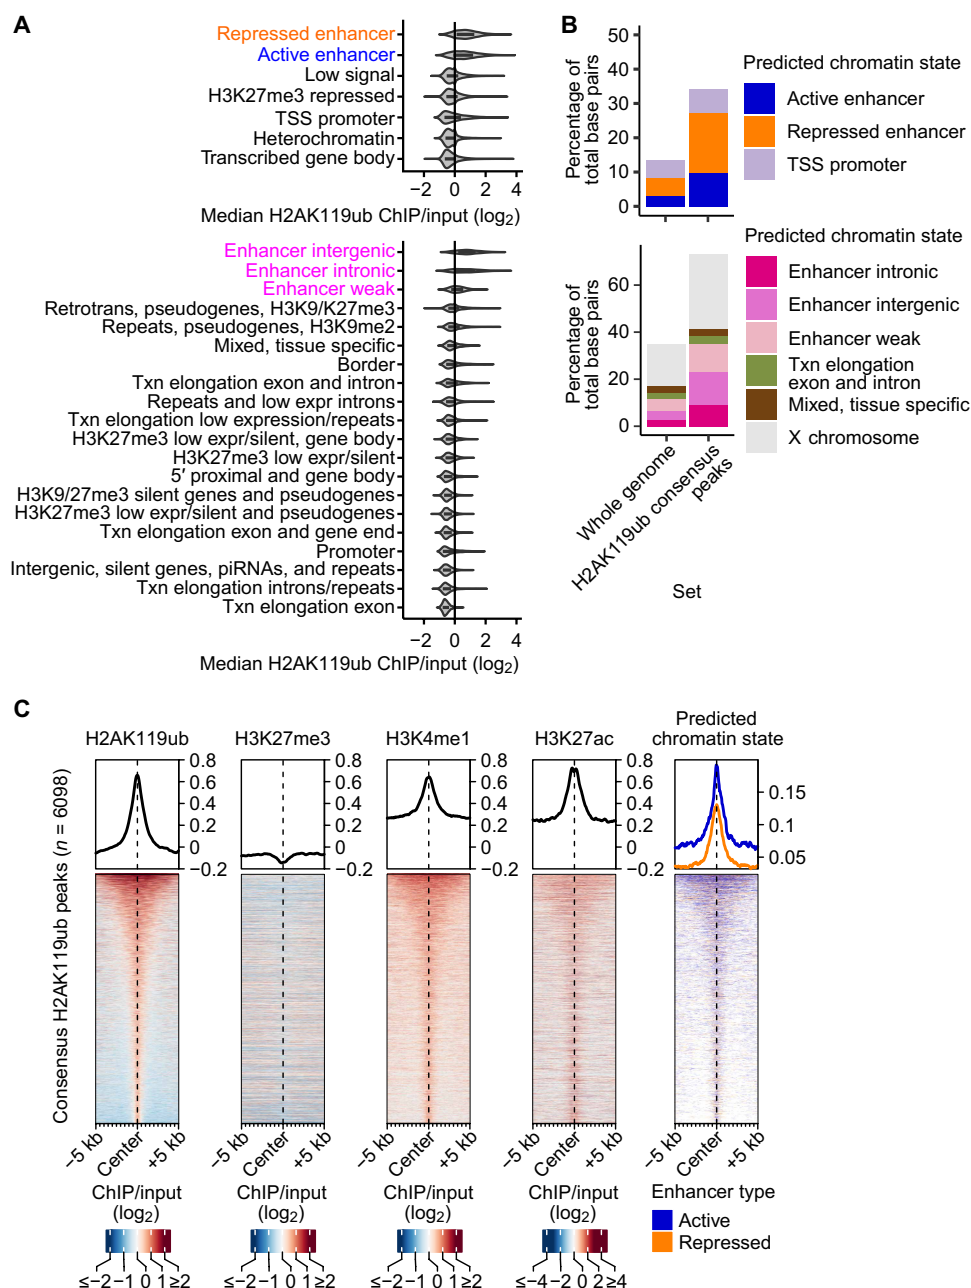 A
Repressed enhancer
Active enhancer
Low signal
H3K27me3 repressed
TSS promoter
Heterochromatin
Transcribed gene body
−2 0 2 4
Median H2AK119ub ChIP/input (log2)
Enhancer intergenic
Enhancer intronic
Enhancer weak
Retrotrans, pseudogenes, H3K9/K27me3
Repeats, pseudogenes, H3K9me2
Mixed, tissue specific
Border
Txn elongation exon and intron
Repeats and low expr introns
Txn elongation low expression/repeats
H3K27me3 low expr/silent, gene body
H3K27me3 low expr/silent
5′ proximal and gene body
H3K9/27me3 silent genes and pseudogenes
H3K27me3 low expr/silent and pseudogenes
Txn elongation exon and gene end
Promoter
Intergenic, silent genes, piRNAs, and repeats
Txn elongation introns/repeats
Txn elongation exon
−2 0 2 4
Median H2AK119ub ChIP/input (log2)
B
Percentage of
total base pairs
50
40
30
20
10
0
Predicted chromatin state
Active enhancer
Repressed enhancer
TSS promoter
Percentage of
total base pairs
60
40
20
0
Predicted chromatin state
Enhancer intronic
Enhancer intergenic
Enhancer weak
Txn elongation
exon and intron
Mixed, tissue specific
X chromosome
Whole genome
H2AK119ub consensus
peaks
Set
C
Consensus H2AK119ub peaks (n = 6098)
H2AK119ub
0.8
0.6
0.4
0.2
0
−0.2
−5 kb Center +5 kb
ChIP/input
(log2)
≤−2 −1 0 1 ≥2
H3K27me3
0.8
0.6
0.4
0.2
0
−0.2
−5 kb Center +5 kb
ChIP/input
(log2)
≤−2 −1 0 1 ≥2
H3K4me1
0.8
0.6
0.4
0.2
0
−0.2
−5 kb Center +5 kb
ChIP/input
(log2)
≤−2 −1 0 1 ≥2
H3K27ac
0.8
0.6
0.4
0.2
0
−0.2
−5 kb Center +5 kb
ChIP/input
(log2)
≤−4 −2 0 2 ≥4
Predicted
chromatin state
0.15
0.1
0.05
−5 kb Center +5 kb
Enhancer type
Active
Repressed